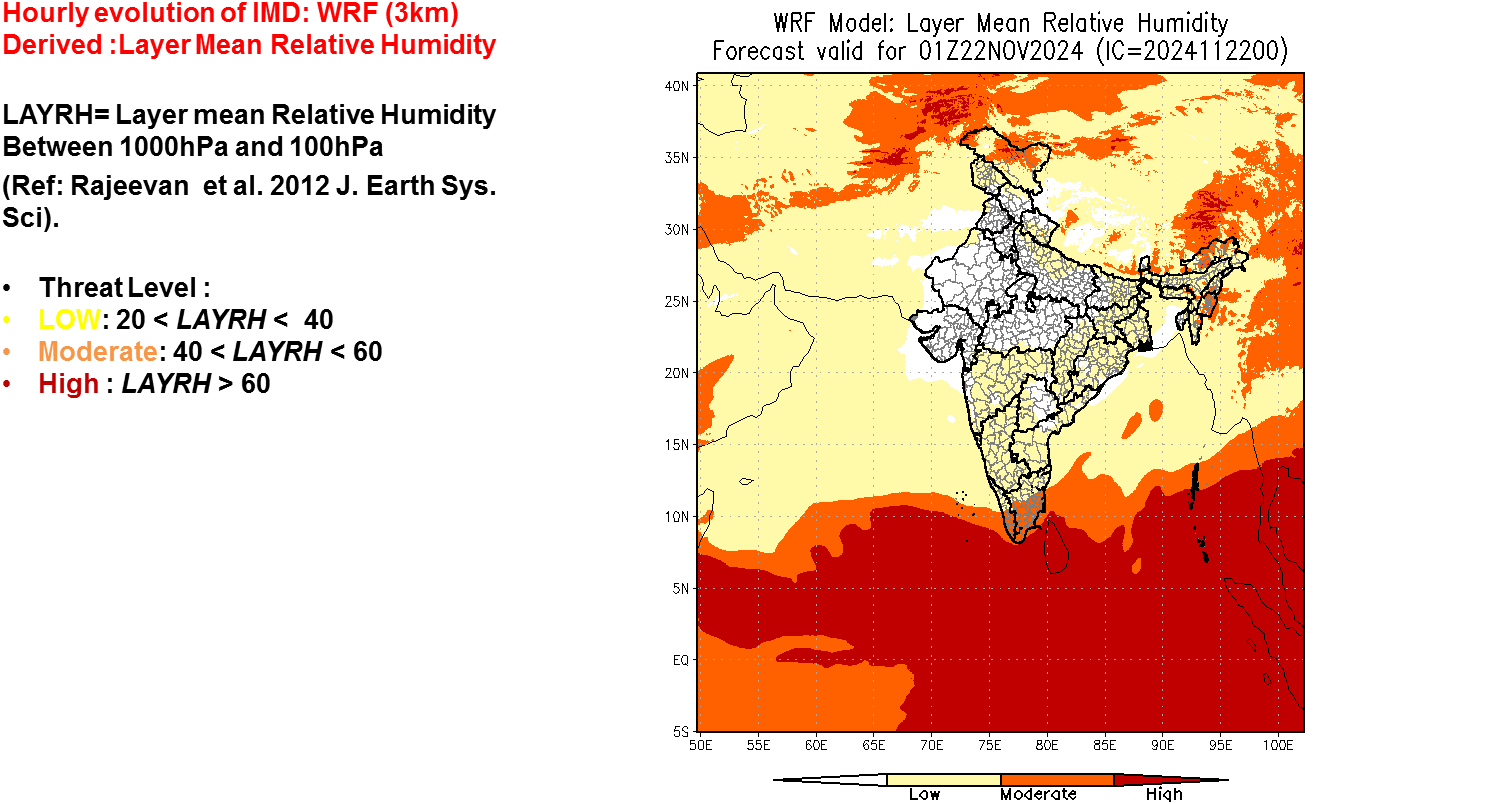 Hourly evolution of IMD: WRF (3km)
Derived :Layer Mean Relative Humidity
LAYRH= Layer mean Relative Humidity
Between 1000hPa and 100hPa
(Ref: Rajeevan et al. 2012 J. Earth Sys.
Sci).
• Threat Level :
• LOW: 20 < LAYRH < 40
• Moderate: 40 < LAYRH < 60
• High : LAYRH > 60
WRF Model: Layer Mean Relative Humidity
Forecast valid for 01Z22NOV2024 (IC=2024112200)
40N
35N
30N
25N
20N
15N
10N
5N
EQ
5S
50E 55E 60E 65E 70E 75E 80E 85E 90E 95E 100E
Low Moderate High